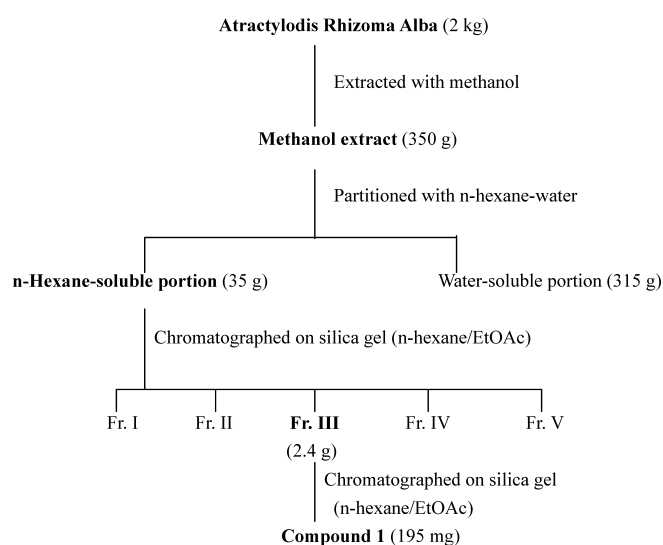 Atractylodis Rhizoma Alba (2 kg)
Extracted with methanol
Methanol extract (350 g)
Partitioned with n-hexane-water
n-Hexane-soluble portion (35 g)
Water-soluble portion (315 g)
Chromatographed on silica gel (n-hexane/EtOAc)
Fr. I
Fr. II
Fr. III
Fr. IV
Fr. V
(2.4 g)
Chromatographed on silica gel
(n-hexane/EtOAc)
Compound 1 (195 mg)